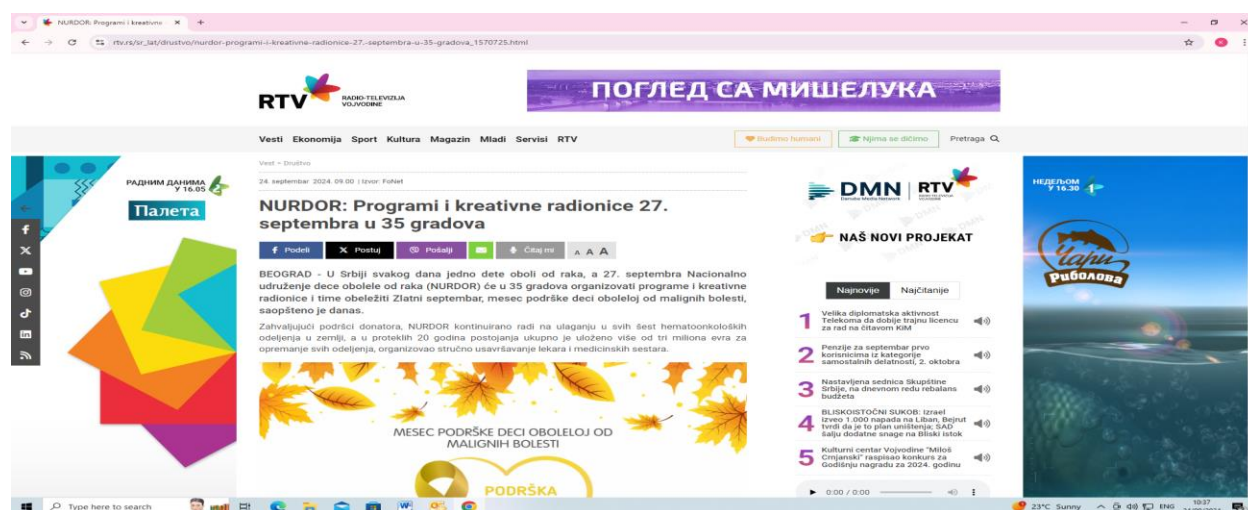 NURDOR: Programi i kreativne
rtv.rs/sr_lat/drustvo/nurdor-programi-i-kreativne-radionice-27.-septembra-u-35-gradova_1570725.html
RTV RADIO-TELEVIZIJA
VOJVODINE
ПОГЛЕД СА МИШЕЛУКА
Vesti Ekonomija Sport Kultura Magazin Mladi Servisi RTV
Budimo humani
Njima se dičimo
Pretraga
РАДНИМ ДАНИМА
У 16.05 2
Палета
Vest - Društvo
24. septembar 2024. 09:00 | Izvor: FoNet
NURDOR: Programi i kreativne radionice 27.
septembra u 35 gradova
Podeli Postuj Pošalji Čitaj mi A A A
BEOGRAD - U Srbiji svakog dana jedno dete oboli od raka, a 27. septembra Nacionalno
udruženje dece obolele od raka (NURDOR) će u 35 gradova organizovati programe i kreativne
radionice i time obeležiti Zlatni septembar, mesec podrške deci oboleloj od malignih bolesti,
saopšteno je danas.
Zahvaljujući podršci donatora, NURDOR kontinuirano radi na ulaganju u svih šest hematoonkoloških
odeljenja u zemlji, a u proteklih 20 godina postojanja ukupno je uloženo više od tri miliona evra za
opremanje svih odeljenja, organizovao stručno usavršavanje lekara i medicinskih sestara.
MESEC PODRŠKE DECI OBOLELOJ OD
MALIGNIH BOLESTI
PODRŠKA
DMN RTV
Danube Media Network
NAŠ NOVI PROJEKAT
Najnovije Najčitanije
1 Velika diplomatska aktivnost
Telekoma da dobije trajnu licencu
za rad na čitavom KiM
2 Penzije za septembar prvo
korisnicima iz kategorije
samostalnih delatnosti, 2. oktobra
3 Nastavljena sednica Skupštine
Srbije, na dnevnom redu rebalans
budžeta
4 BLISKOISTOČNI SUKOB: Izrael
izveo 1.000 napada na Liban, Bejrut
tvrdi da je to plan uništenja; SAD
šalju dodatne snage na Bliski istok
5 Kulturni centar Vojvodine "Miloš
Crnjanski" raspisao konkurs za
Godišnju nagradu za 2024. godinu
0:00 / 0:00
НЕДЕЉОМ
У 16.30 1
Чари
Риболова
Type here to search
23°C Sunny
ENG
10:37